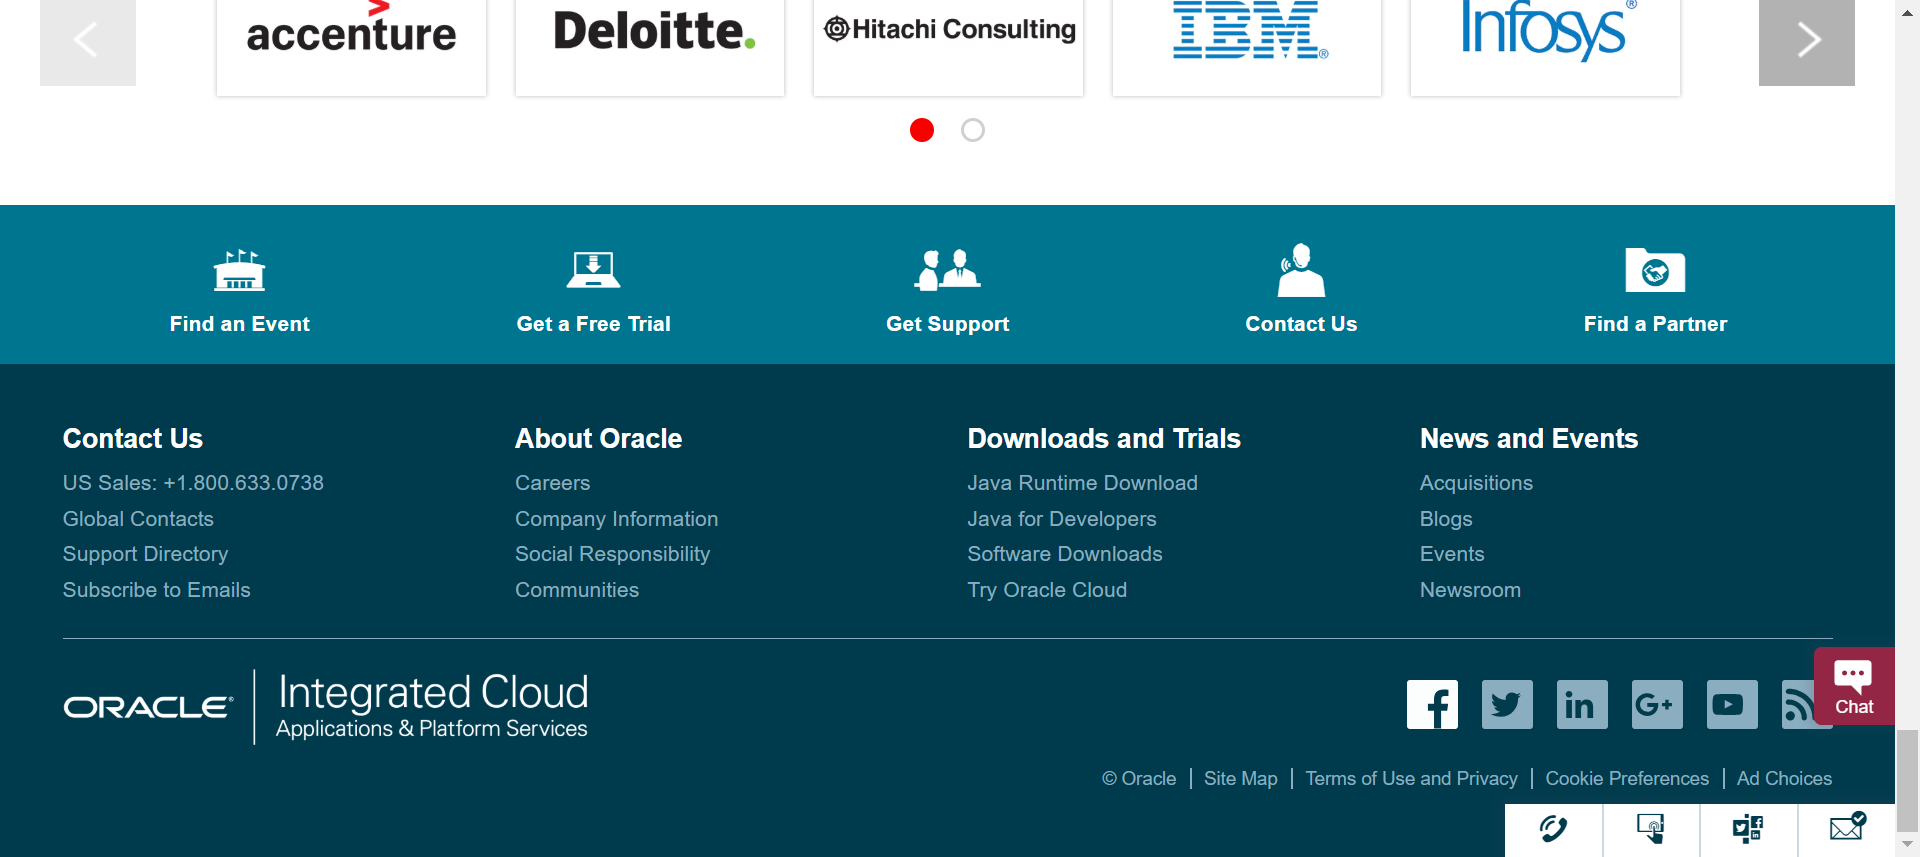 accenture
Deloitte.
Hitachi Consulting
IBM®
Infosys®
Find an Event
Get a Free Trial
Get Support
Contact Us
Find a Partner
Contact Us
US Sales: +1.800.633.0738
Global Contacts
Support Directory
Subscribe to Emails
About Oracle
Careers
Company Information
Social Responsibility
Communities
Downloads and Trials
Java Runtime Download
Java for Developers
Software Downloads
Try Oracle Cloud
News and Events
Acquisitions
Blogs
Events
Newsroom
ORACLE®
Integrated Cloud
Applications & Platform Services
f
in
G+
Chat
© Oracle | Site Map | Terms of Use and Privacy | Cookie Preferences | Ad Choices